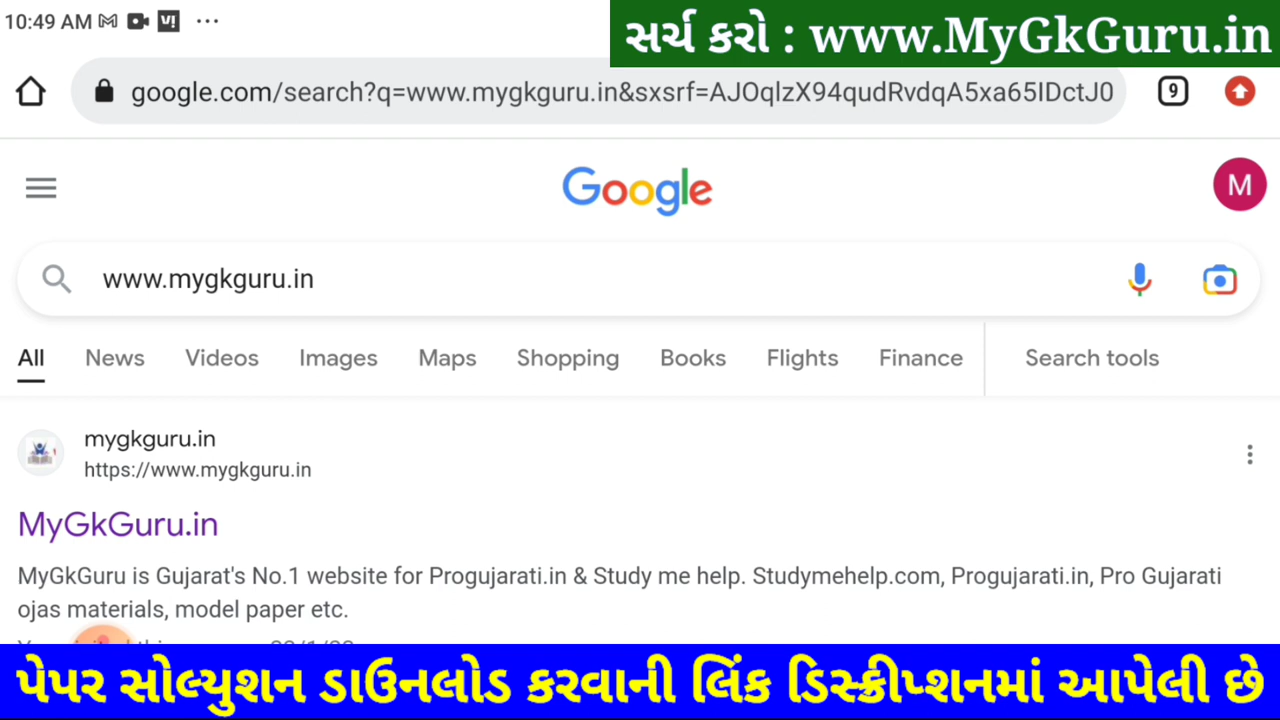 10:49 AM
સર્ચ કરો : www.MyGkGuru.in
google.com/search?q=www.mygkguru.in&sxsrf=AJOqlzX94qudRvdqA5xa65IDctJ0
9
Google
M
www.mygkguru.in
All News Videos Images Maps Shopping Books Flights Finance Search tools
mygkguru.in
https://www.mygkguru.in
MyGkGuru.in
MyGkGuru is Gujarat's No.1 website for Progujarati.in & Study me help. Studymehelp.com, Progujarati.in, Pro Gujarati
ojas materials, model paper etc.
પેપર સોલ્યુશન ડાઉનલોડ કરવાની લિંક ડિસ્ક્રીપ્શનમાં આપેલી છે